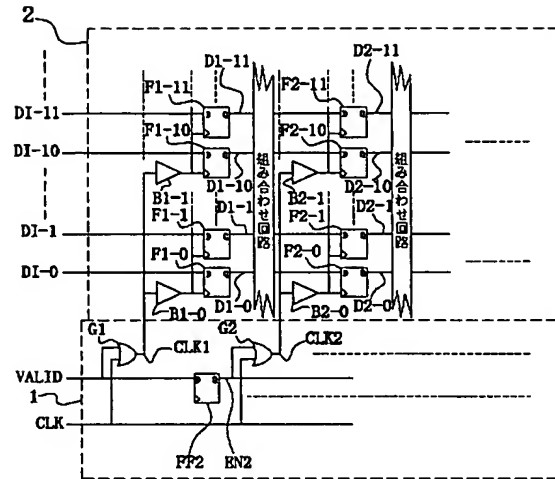 2
D1-11
D2-11
F1-11
F2-11
DI-11
F1-10
F2-10
DI-10
B1-1
D1-10
B2-1
D2-10
F1-1
D1-1
F2-1
D2-1
DI-1
F1-0
F2-0
DI-0
組み合わせ回路
組み合わせ回路
B1-0
D1-0
B2-0
D2-0
G1
G2
CLK1
CLK2
VALID
1
CLK
FF2
EN2